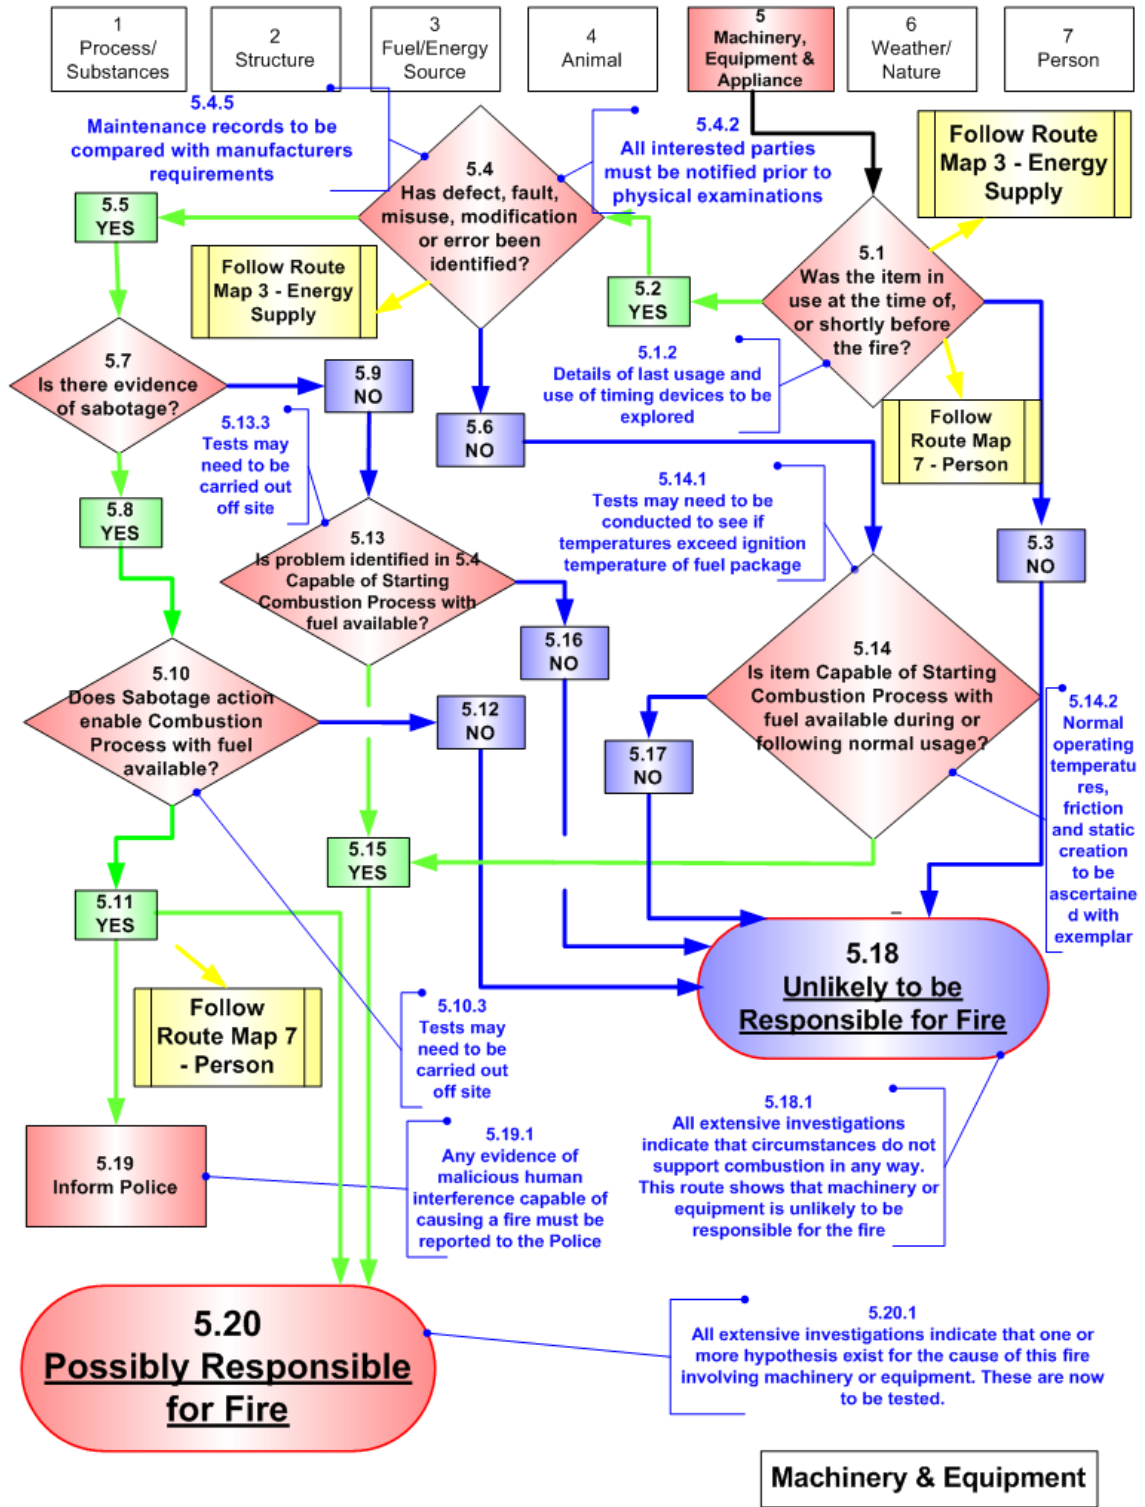 1
Process/
Substances
2
Structure
3
Fuel/Energy
Source
4
Animal
5
Machinery,
Equipment &
Appliance
6
Weather/
Nature
7
Person
5.4.5
Maintenance records to be
compared with manufacturers
requirements
5.4
Has defect, fault,
misuse, modification
or error been
identified?
5.4.2
All interested parties
must be notified prior to
physical examinations
Follow Route
Map 3 - Energy
Supply
5.5
YES
Follow Route
Map 3 - Energy
Supply
5.2
YES
5.1
Was the item in
use at the time of,
or shortly before
the fire?
5.7
Is there evidence
of sabotage?
5.9
NO
5.1.2
Details of last usage and
use of timing devices to be
explored
5.6
NO
Follow
Route Map
7 - Person
5.13.3
Tests may
need to be
carried out
off site
5.8
YES
5.14.1
Tests may need to be
conducted to see if
temperatures exceed ignition
temperature of fuel package
5.3
NO
5.13
Is problem identified in 5.4
Capable of Starting
Combustion Process with
fuel available?
5.16
NO
5.14
Is item Capable of Starting
Combustion Process with
fuel available during or
following normal usage?
5.10
Does Sabotage action
enable Combustion
Process with fuel
available?
5.12
NO
5.17
NO
5.14.2
Normal
operating
temperatu
res,
friction
and static
creation
to be
ascertaine
d with
exemplar
5.15
YES
5.11
YES
5.18
Unlikely to be
Responsible for Fire
Follow
Route Map 7
- Person
5.10.3
Tests may
need to be
carried out
off site
5.18.1
All extensive investigations
indicate that circumstances do not
support combustion in any way.
This route shows that machinery or
equipment is unlikely to be
responsible for the fire
5.19
Inform Police
5.19.1
Any evidence of
malicious human
interference capable of
causing a fire must be
reported to the Police
5.20
Possibly Responsible
for Fire
5.20.1
All extensive investigations indicate that one or
more hypothesis exist for the cause of this fire
involving machinery or equipment. These are now
to be tested.
Machinery & Equipment